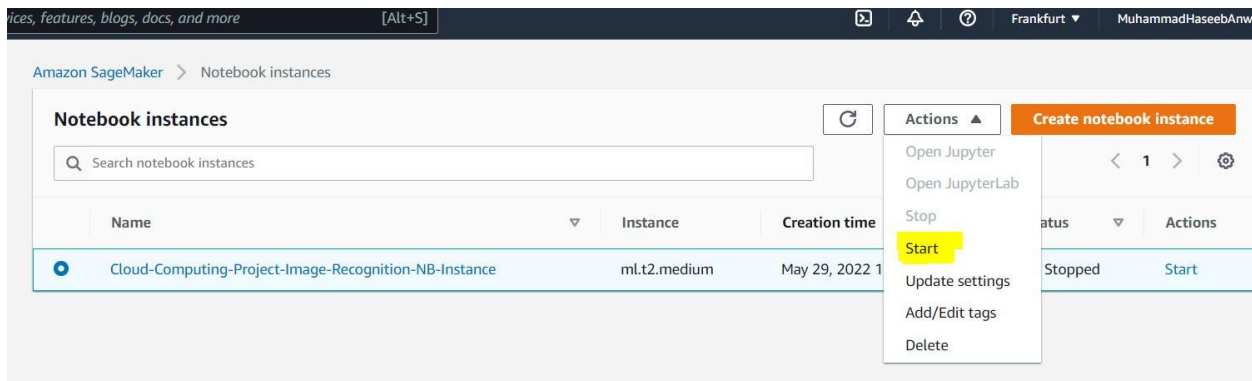 vices, features, blogs, docs, and more [Alt+S] Frankfurt ▼ MuhammadHaseebAnw
Amazon SageMaker > Notebook instances
Notebook instances Actions ▲ Create notebook instance
Search notebook instances
Open Jupyter
< 1 >
Open JupyterLab
Name Instance Creation time Stop atus Actions
Start
Cloud-Computing-Project-Image-Recognition-NB-Instance ml.t2.medium May 29, 2022 1 Stopped Start
Update settings
Add/Edit tags
Delete